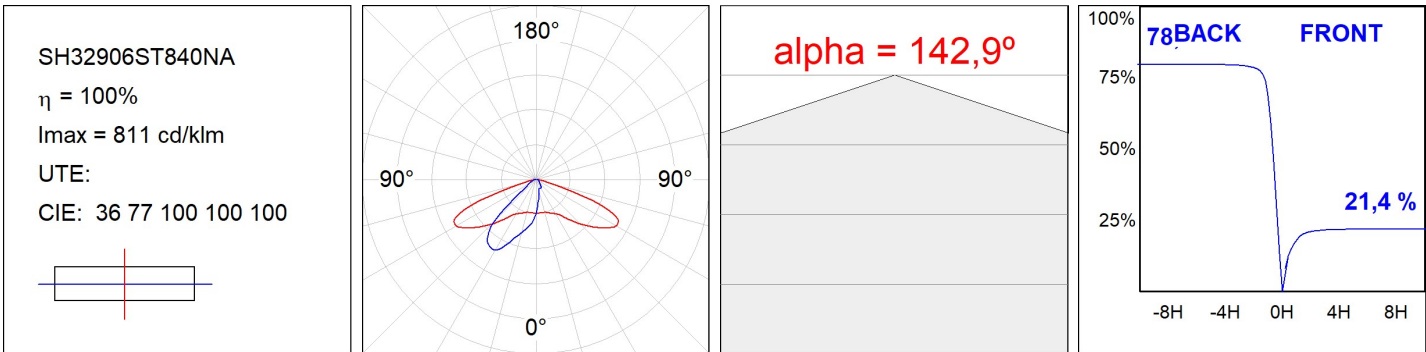 SH32906ST840NA
η = 100%
Imax = 811 cd/klm
UTE:
CIE: 36 77 100 100 100
180°
90°
90°
0°
alpha = 142,9º
100%
75%
50%
25%
BACK
FRONT
21,4 %
-8H -4H 0H 4H 8H